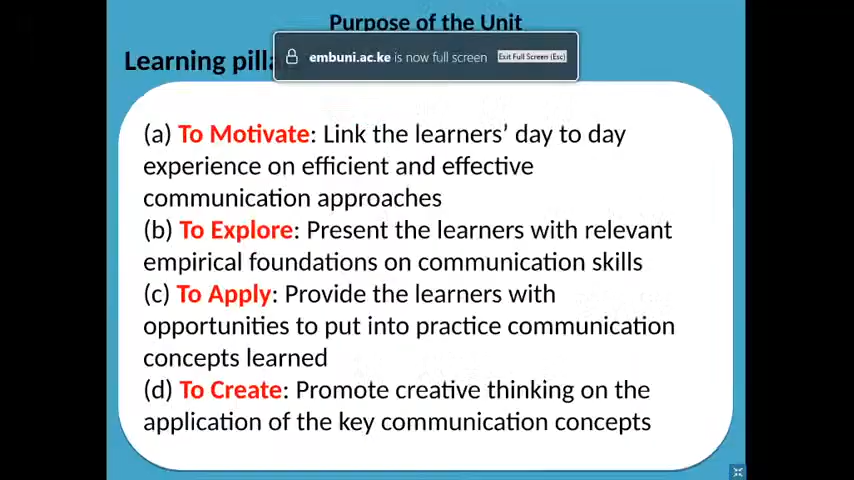 Purpose of the Unit
Learning
embuni.ac.ke is now full screen
Exit Full Screen (Esc)
(a) To Motivate: Link the learners’ day to day
experience on efficient and effective
communication approaches
(b) To Explore: Present the learners with relevant
empirical foundations on communication skills
(c) To Apply: Provide the learners with
opportunities to put into practice communication
concepts learned
(d) To Create: Promote creative thinking on the
application of the key communication concepts